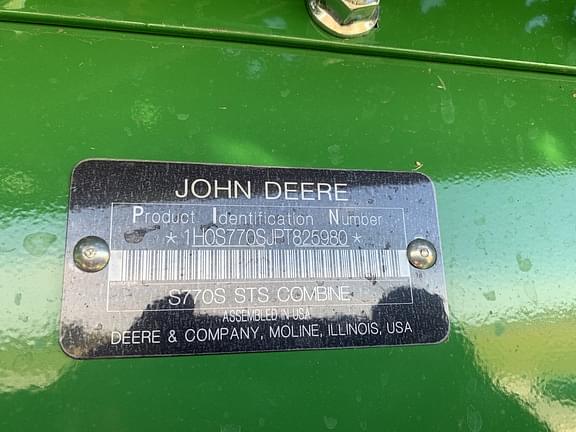 JOHN DEERE
Product Identification Number
*1H0S770SJPT825980*
S770S STS COMBINE
ASSEMBLED IN USA
DEERE & COMPANY, MOLINE, ILLINOIS, USA